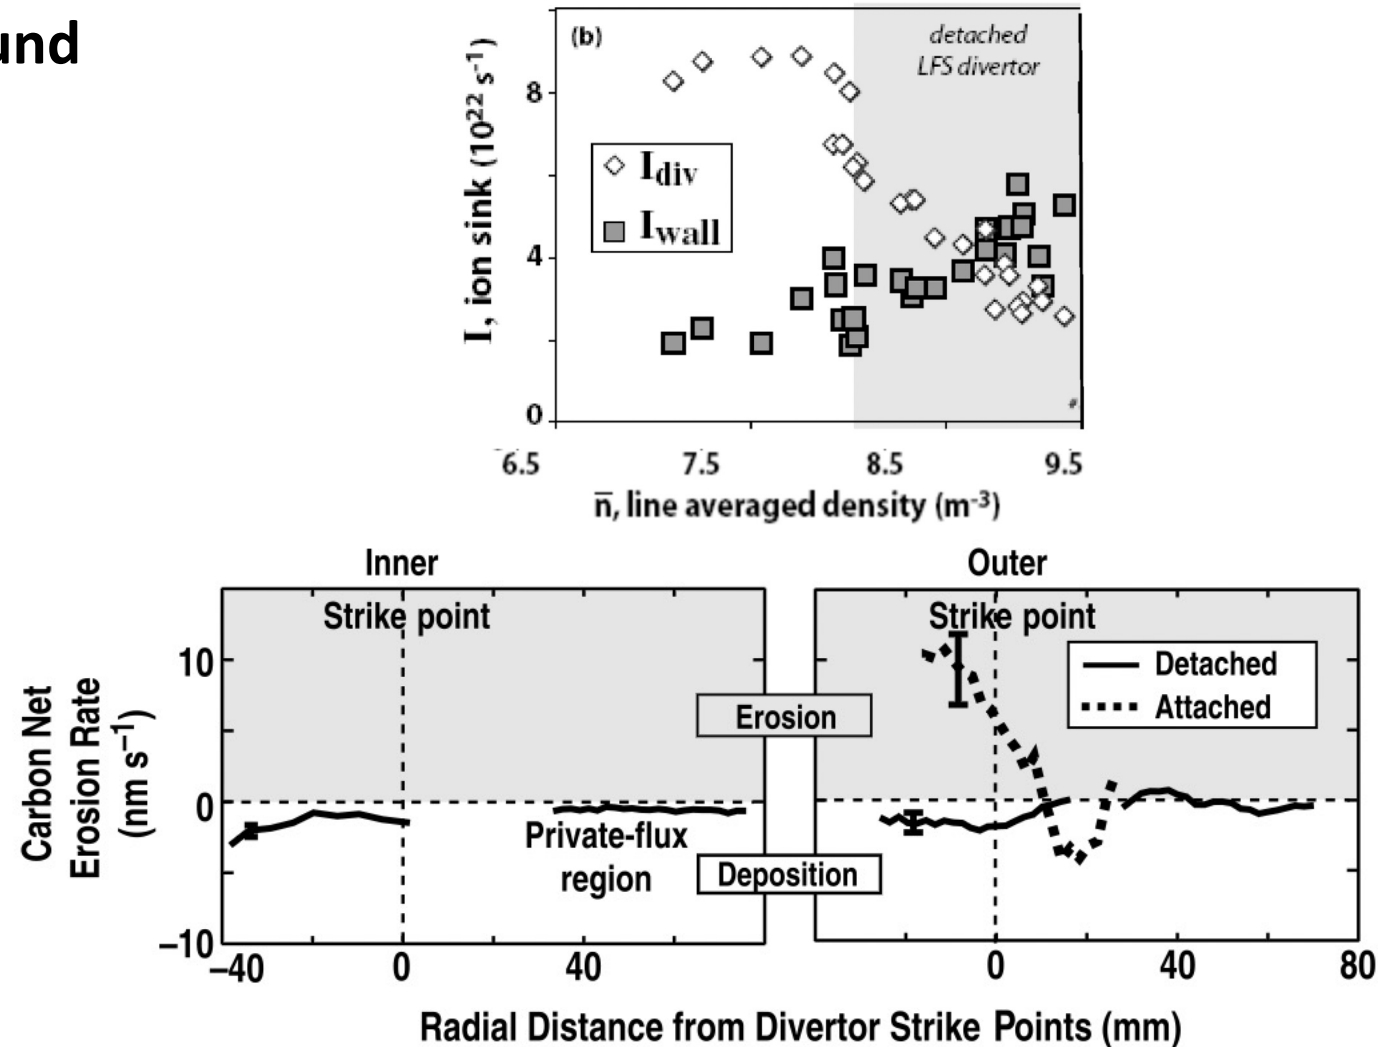 und
(b)
detached
LFS divertor
I, ion sink (10²² s⁻¹)
8
4
0
I_div
I_wall
6.5 7.5 8.5 9.5
n̅, line averaged density (m⁻³)
Inner Outer
Strike point Strike point
Carbon Net
Erosion Rate
(nm s⁻¹)
10
0
−10
Erosion
Deposition
Private-flux
region
Detached
Attached
−40 0 40 0 40 80
Radial Distance from Divertor Strike Points (mm)